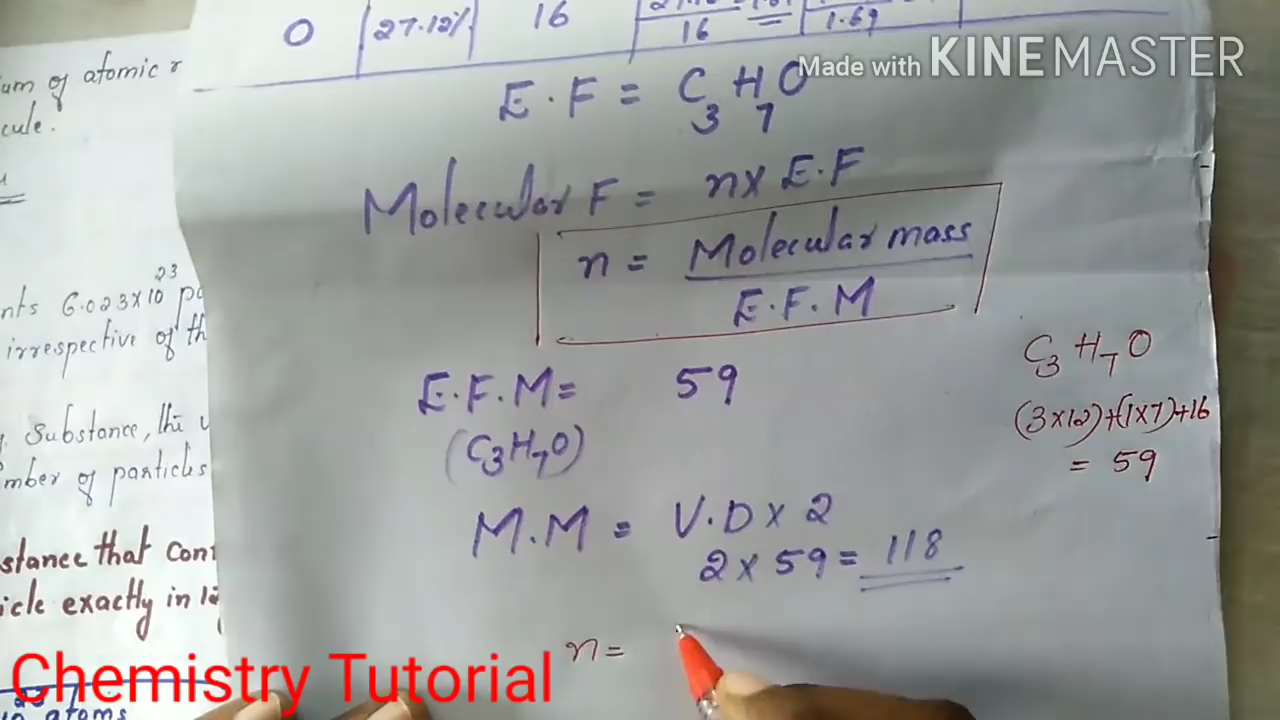 O 27.12% 16 16 1.69
Made with KINEMASTER
E.F = C3H7O
Molecular F = n x E.F
n = Molecular mass
E.F.M
E.F.M = 59
(C3H7O)
C3H7O
(3x12)+(1x7)+16
= 59
M.M = V.D x 2
2 x 59 = 118
n =
um of atomic
cule.
nts 6.023x10^23
irrespective of th
Substance, the
mber of particles
stance that con
icle exactly in 12
atoms
Chemistry Tutorial